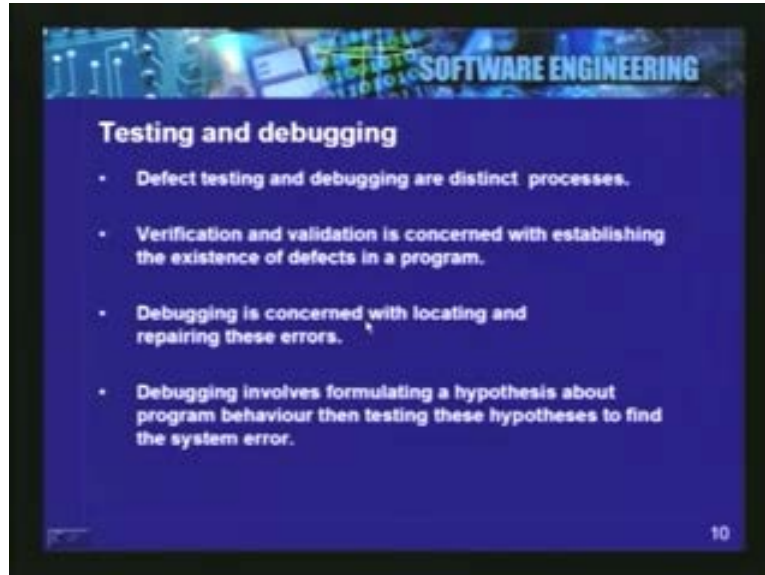 SOFTWARE ENGINEERING
Testing and debugging
• Defect testing and debugging are distinct processes.
• Verification and validation is concerned with establishing
the existence of defects in a program.
• Debugging is concerned with locating and
repairing these errors.
• Debugging involves formulating a hypothesis about
program behaviour then testing these hypotheses to find
the system error.
10